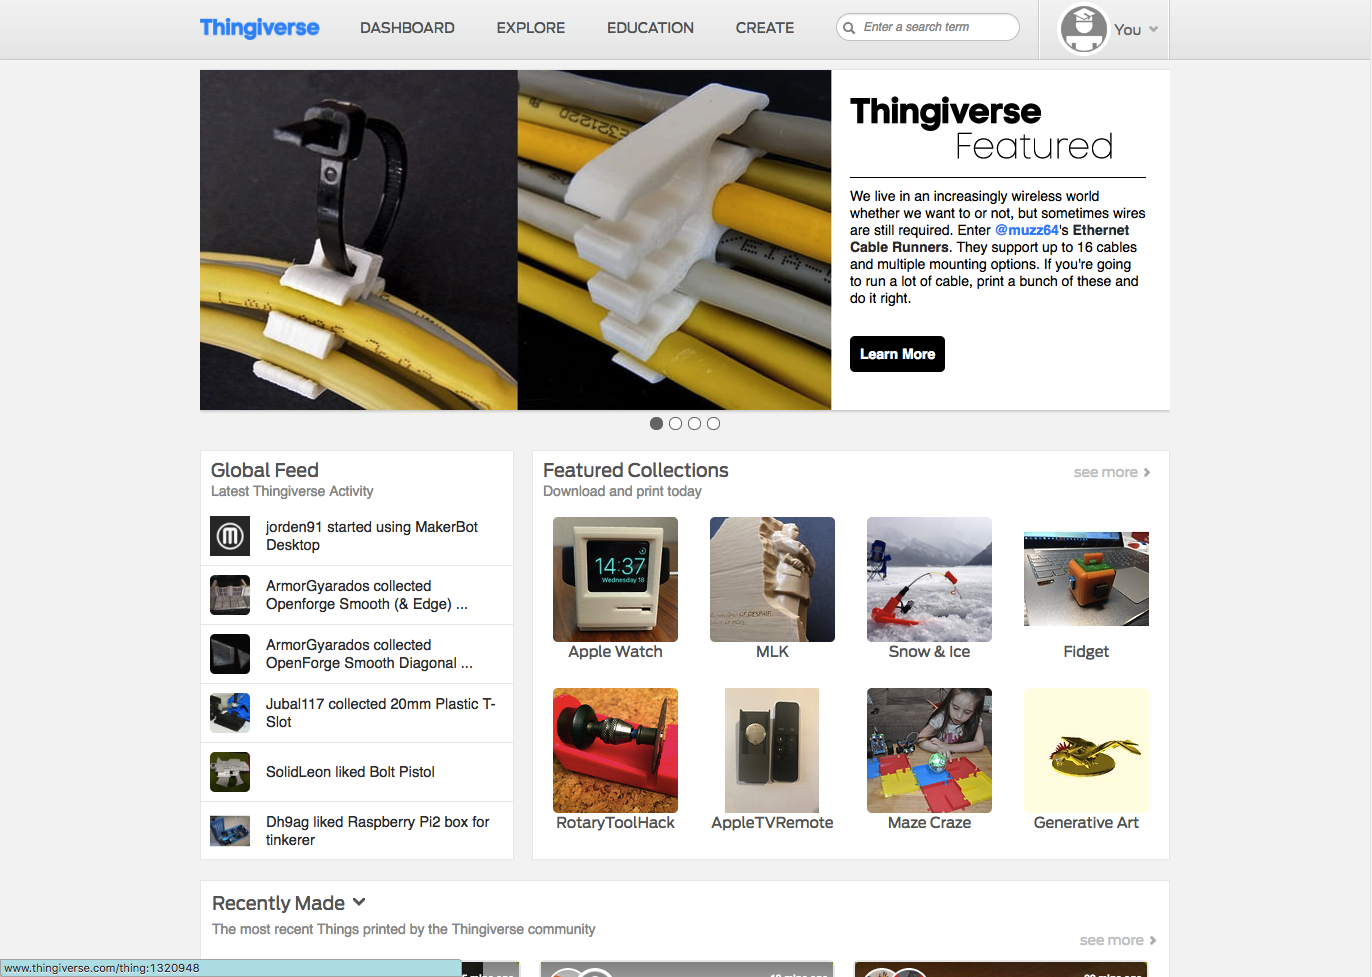 Thingiverse
DASHBOARD
EXPLORE
EDUCATION
CREATE
Enter a search term
You
E321220
Thingiverse
Featured
We live in an increasingly wireless world
whether we want to or not, but sometimes wires
are still required. Enter @muzz64's Ethernet
Cable Runners. They support up to 16 cables
and multiple mounting options. If you're going
to run a lot of cable, print a bunch of these and
do it right.
Learn More
Global Feed
Latest Thingiverse Activity
jorden91 started using MakerBot
Desktop
ArmorGyarados collected
Openforge Smooth (& Edge) ...
ArmorGyarados collected
OpenForge Smooth Diagonal ...
Jubal117 collected 20mm Plastic T-
Slot
SolidLeon liked Bolt Pistol
Dh9ag liked Raspberry Pi2 box for
tinkerer
Featured Collections
see more
Download and print today
14:37
Wednesday 18
Apple Watch
OF DESPAIR
MLK
Snow & Ice
Fidget
RotaryToolHack
AppleTVRemote
Maze Craze
Generative Art
Recently Made
The most recent Things printed by the Thingiverse community
see more
www.thingiverse.com/thing:1320948